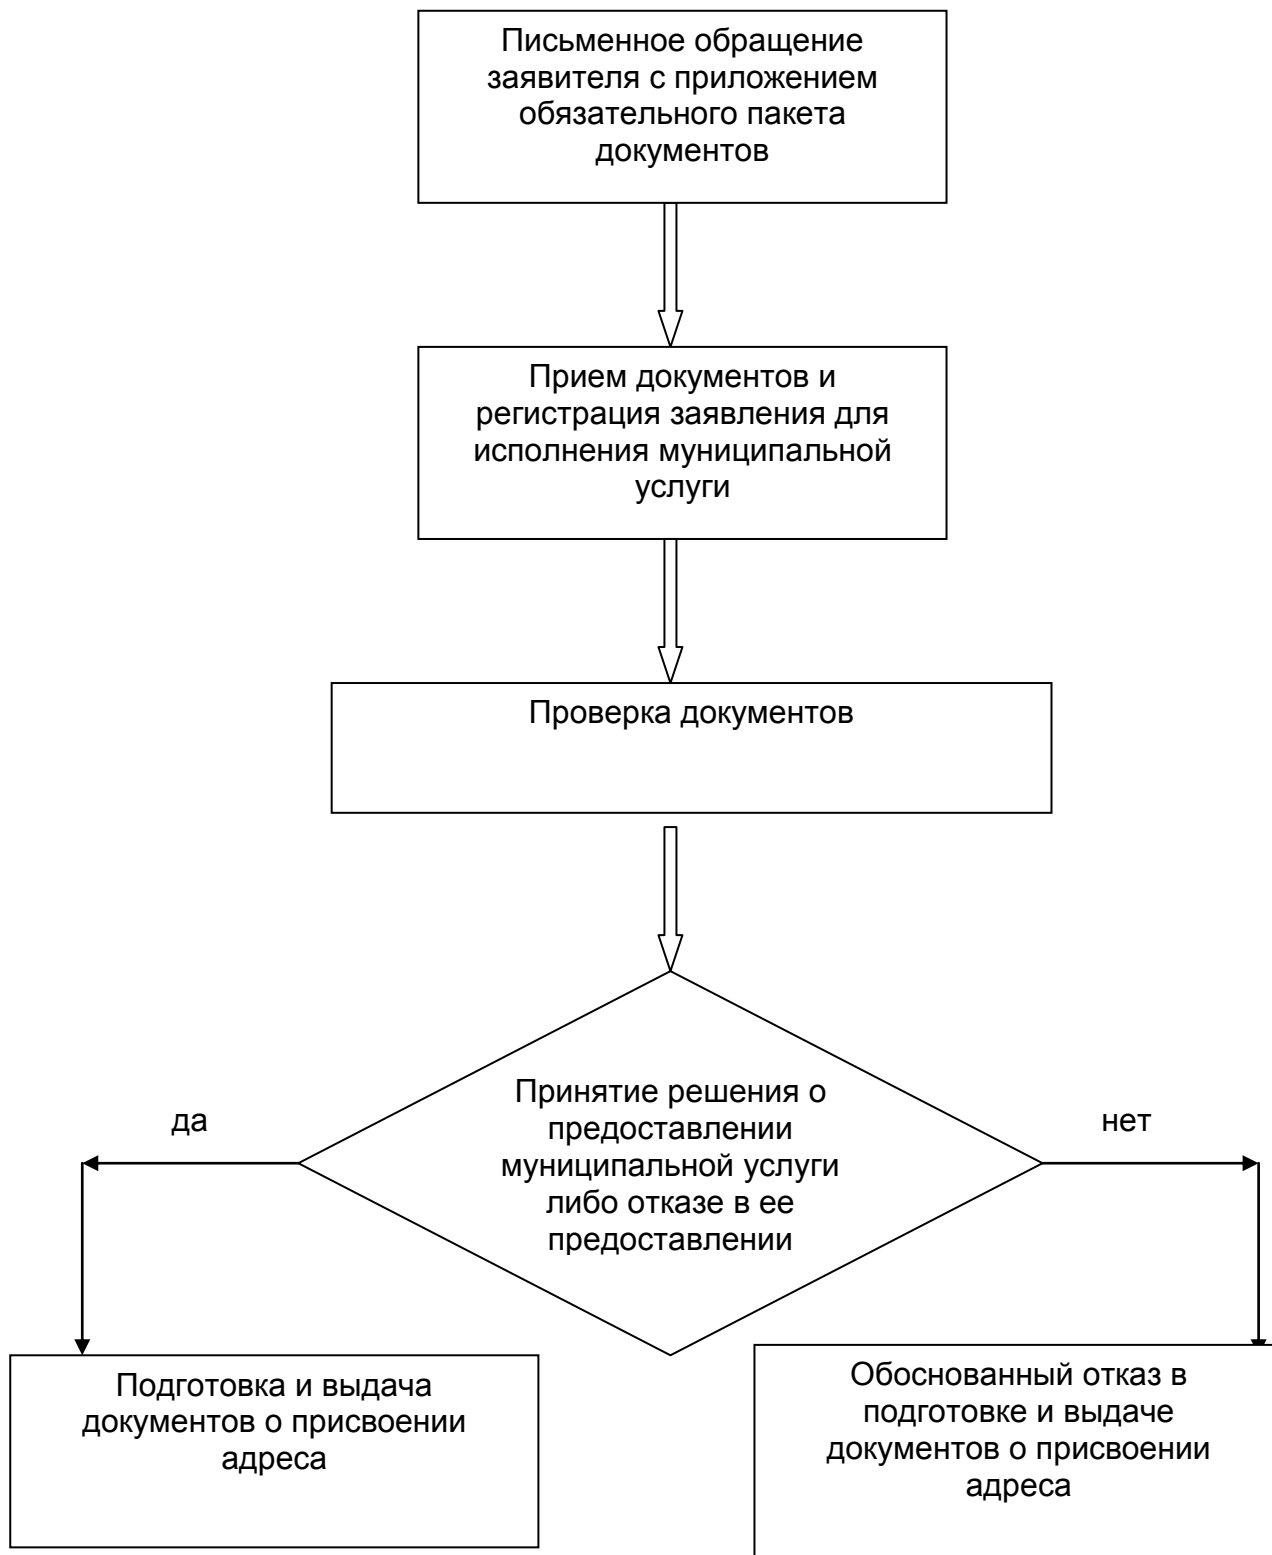 Письменное обращение
заявителя с приложением
обязательного пакета
документов
Прием документов и
регистрация заявления для
исполнения муниципальной
услуги
Проверка документов
Принятие решения о
предоставлении
муниципальной услуги
либо отказе в ее
предоставлении
да
нет
Подготовка и выдача
документов о присвоении
адреса
Обоснованный отказ в
подготовке и выдаче
документов о присвоении
адреса